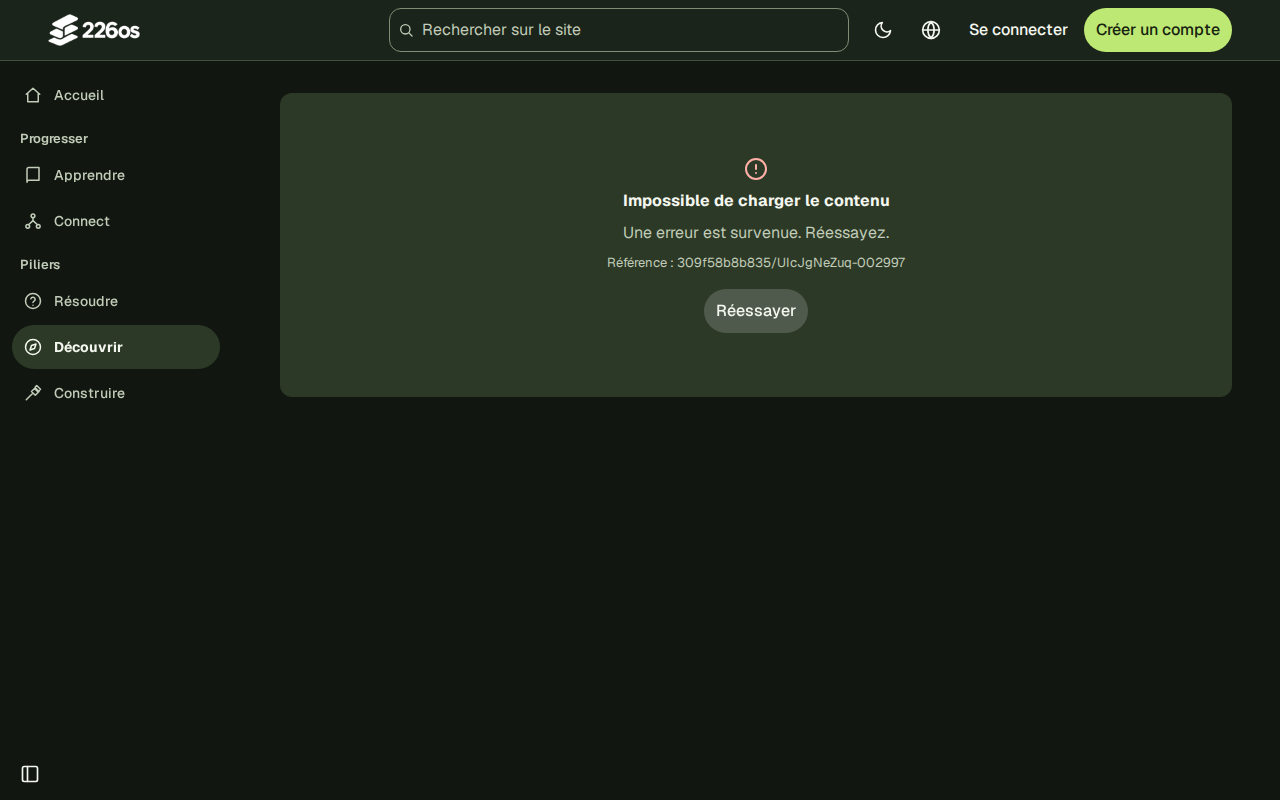 226os
Rechercher sur le site
Se connecter
Créer un compte
Accueil
Progresser
Apprendre
Connect
Piliers
Résoudre
Découvrir
Construire
Impossible de charger le contenu
Une erreur est survenue. Réessayez.
Référence : 309f58b8b835/UIcJgNeZuq-002997
Réessayer